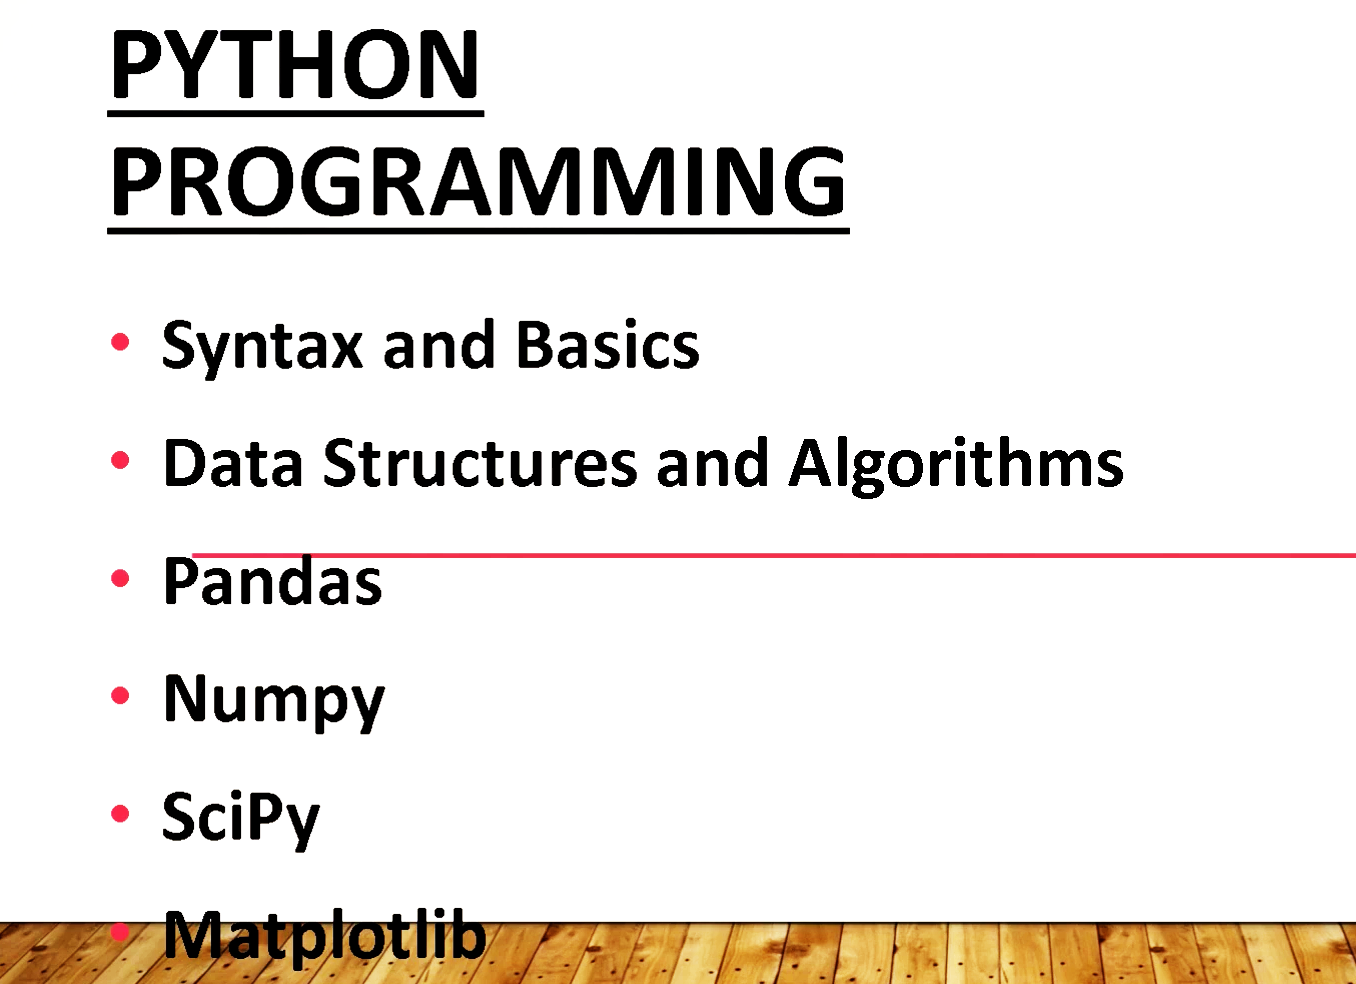 PYTHON
PROGRAMMING
• Syntax and Basics
• Data Structures and Algorithms
• Pandas
• Numpy
• SciPy
• Matplotlib